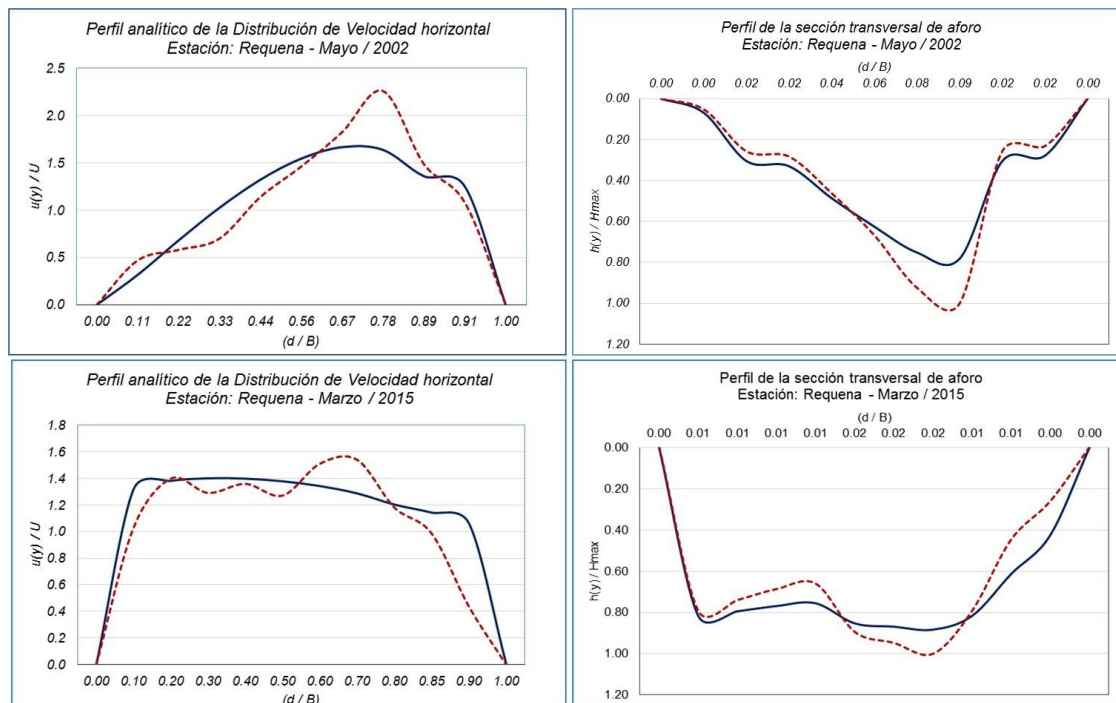 Perfil analítico de la Distribución de Velocidad horizontal
Estación: Requena - Mayo / 2002
u(y) / U
2.5
2.0
1.5
1.0
0.5
0.0
0.00 0.11 0.22 0.33 0.44 0.56 0.67 0.78 0.89 0.91 1.00
(d / B)
Perfil de la sección transversal de aforo
Estación: Requena - Mayo / 2002
(d / B)
0.00 0.00 0.02 0.02 0.04 0.06 0.08 0.09 0.02 0.02 0.00
h(y) / Hmax
0.00
0.20
0.40
0.60
0.80
1.00
1.20
Perfil analítico de la Distribución de Velocidad horizontal
Estación: Requena - Marzo / 2015
u(y) / U
1.8
1.6
1.4
1.2
1.0
0.8
0.6
0.4
0.2
0.0
0.00 0.10 0.20 0.30 0.40 0.50 0.60 0.70 0.80 0.85 0.90 1.00
(d / B)
Perfil de la sección transversal de aforo
Estación: Requena - Marzo / 2015
(d / B)
0.00 0.01 0.01 0.01 0.01 0.02 0.02 0.02 0.01 0.01 0.00 0.00
h(y) / Hmax
0.00
0.20
0.40
0.60
0.80
1.00
1.20